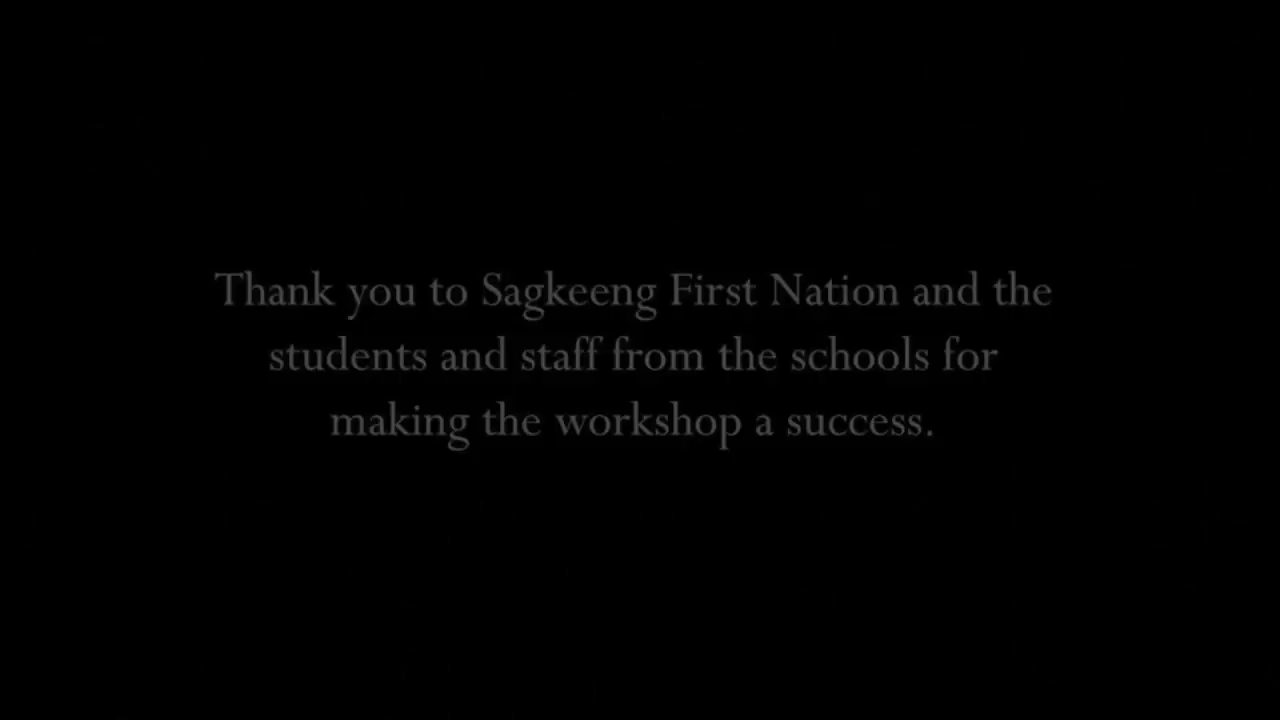 Thank you to Sagkeeng First Nation and the
students and staff from the schools for
making the workshop a success.